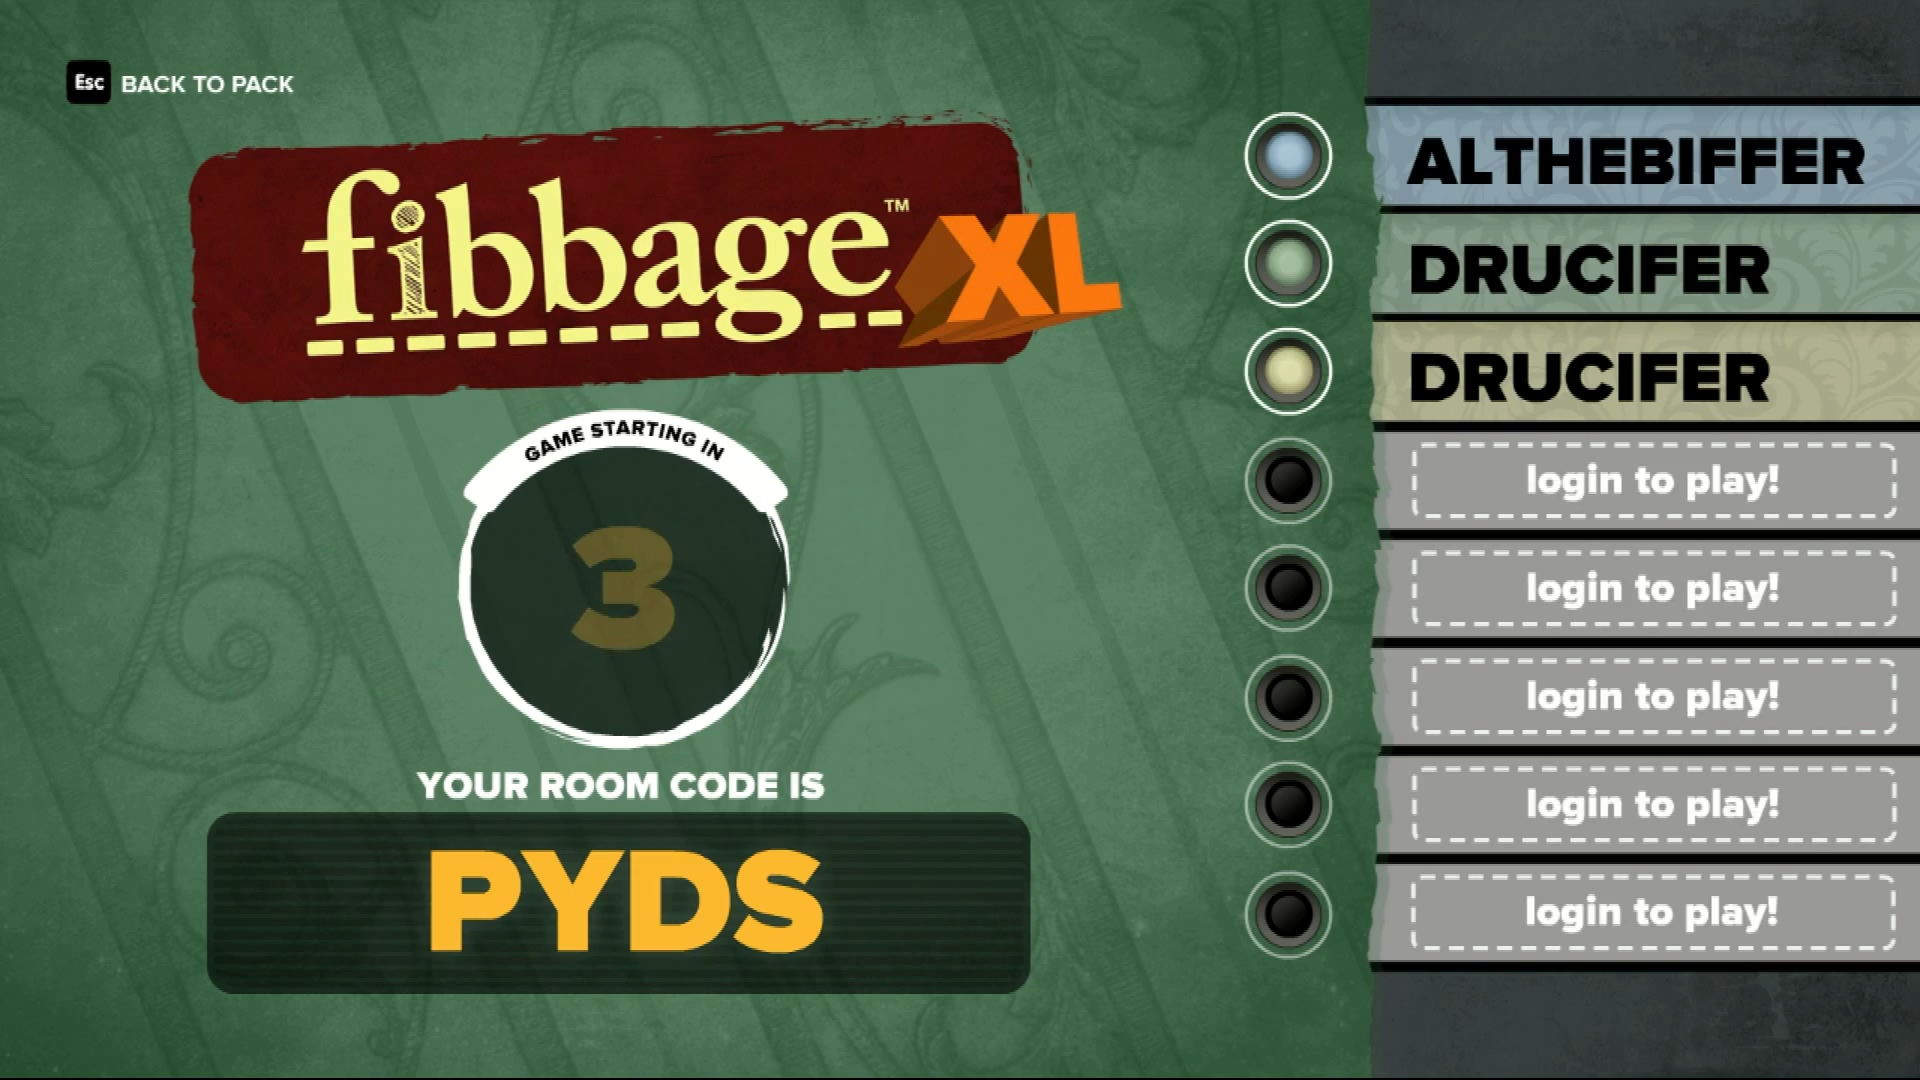 Esc BACK TO PACK
fibbage™ XL
GAME STARTING IN
3
YOUR ROOM CODE IS
PYDS
ALTHEBIFFER
DRUCIFER
DRUCIFER
login to play!
login to play!
login to play!
login to play!
login to play!